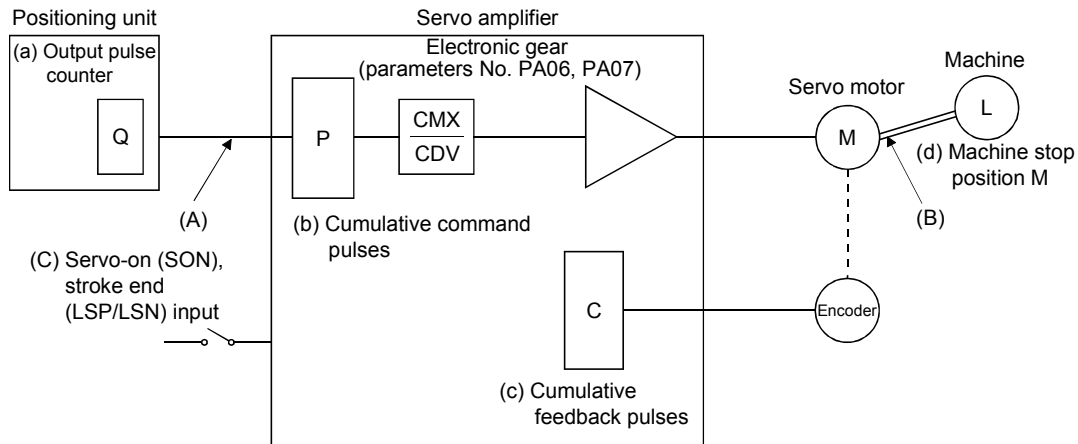 Positioning unit
(a) Output pulse
counter
Q
(A)
(C) Servo-on (SON),
stroke end
(LSP/LSN) input
Servo amplifier
Electronic gear
(parameters No. PA06, PA07)
P
CMX
CDV
(b) Cumulative command
pulses
C
(c) Cumulative
feedback pulses
Servo motor
M
Encoder
Machine
L
(d) Machine stop
position M
(B)